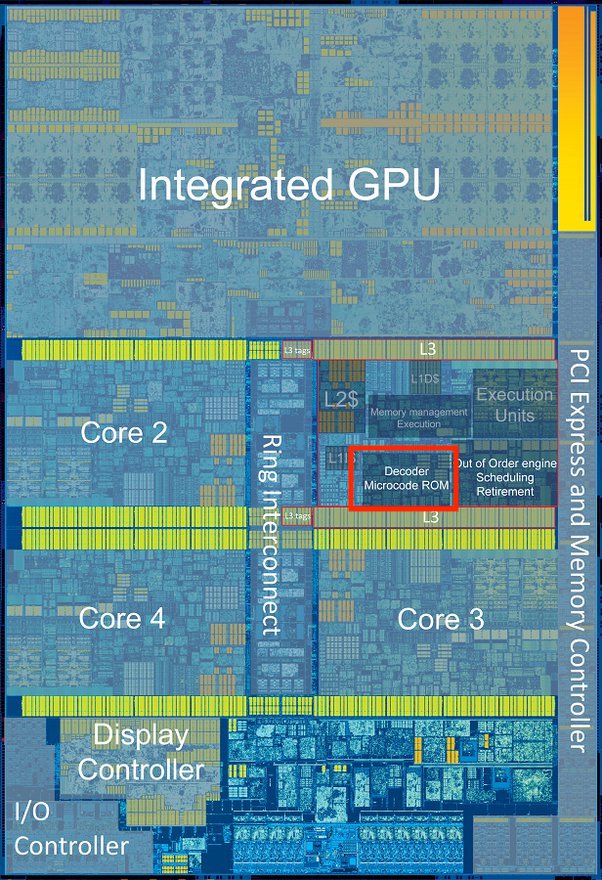 Integrated GPU
L3 tags
L3
L1D$
L2$
Execution
Units
Memory management
Execution
Core 2
Ring Interconnect
PCI Express and Memory Controller
Decoder
Microcode ROM
Out of Order engine
Scheduling
Retirement
L3 tags
L3
Core 4
Core 3
Display
Controller
I/O
Controller